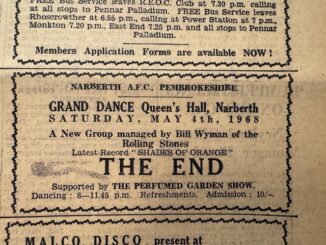 FREE Bus Service leaves R.E.O.C. Club at 7.30 p.m. calling
at all stops to Pennar Palladium. FREE Bus Service leaves
Rhoscrowther at 6.55 p.m. calling at Power Station at 7 p.m.,
Monkton 7.20 p.m., East End 7.25 p.m. and all stops to Pennar
Palladium.
Members Application Forms are available NOW!
NARBERTH A.F.C., PEMBROKESHIRE.
GRAND DANCE Queen's Hall, Narberth
SATURDAY, MAY 4th, 1968
A New Group managed by Bill Wyman of the
Rolling Stones
Latest Record "SHADES OF ORANGE"
THE END
Supported by THE PERFUMED GARDEN SHOW.
Dancing: 8—11.45 p.m. Refreshments. Admission: 10/-.
MALCO DISCO present at